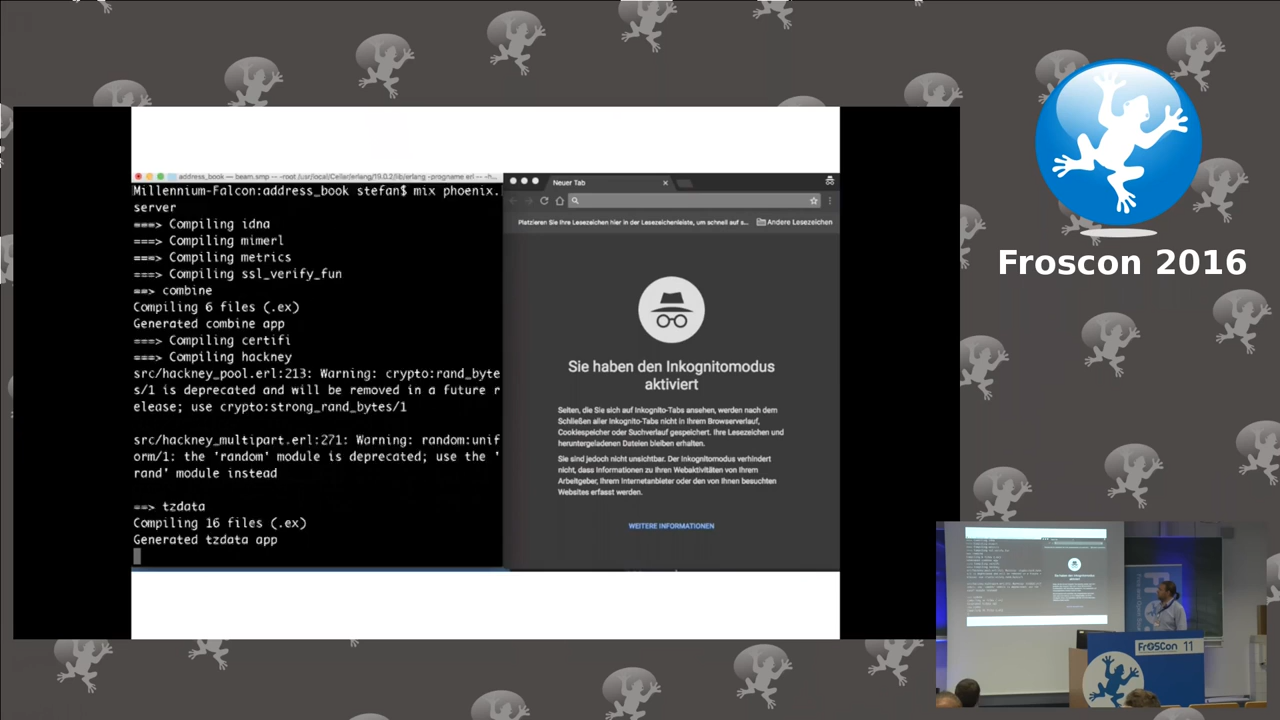 address_book — beam.smp -- -root /usr/local/Cellar/erlang/19.0.2/lib/erlang -progname erl -- -h...
Millennium-Falcon:address_book stefan$ mix phoenix.
server
===> Compiling idna
===> Compiling mimerl
===> Compiling metrics
===> Compiling ssl_verify_fun
==> combine
Compiling 6 files (.ex)
Generated combine app
===> Compiling certifi
===> Compiling hackney
src/hackney_pool.erl:213: Warning: crypto:rand_byte
s/1 is deprecated and will be removed in a future r
elease; use crypto:strong_rand_bytes/1
src/hackney_multipart.erl:271: Warning: random:unif
orm/1: the 'random' module is deprecated; use the '
rand' module instead
==> tzdata
Compiling 16 files (.ex)
Generated tzdata app
Neuer Tab
Platzieren Sie Ihre Lesezeichen hier in der Lesezeichenleiste, um schnell auf s...
Andere Lesezeichen
Sie haben den Inkognitomodus
aktiviert
Seiten, die Sie sich auf Inkognito-Tabs ansehen, werden nach dem
Schließen aller Inkognito-Tabs nicht in Ihrem Browserverlauf,
Cookiespeicher oder Suchverlauf gespeichert. Ihre Lesezeichen und
heruntergeladenen Dateien bleiben erhalten.
Sie sind jedoch nicht unsichtbar. Der Inkognitomodus verhindert
nicht, dass Informationen zu Ihren Webaktivitäten von Ihrem
Arbeitgeber, Ihrem Internetanbieter oder den von Ihnen besuchten
Websites erfasst werden.
WEITERE INFORMATIONEN
Froscon 2016
FrOSCon 11